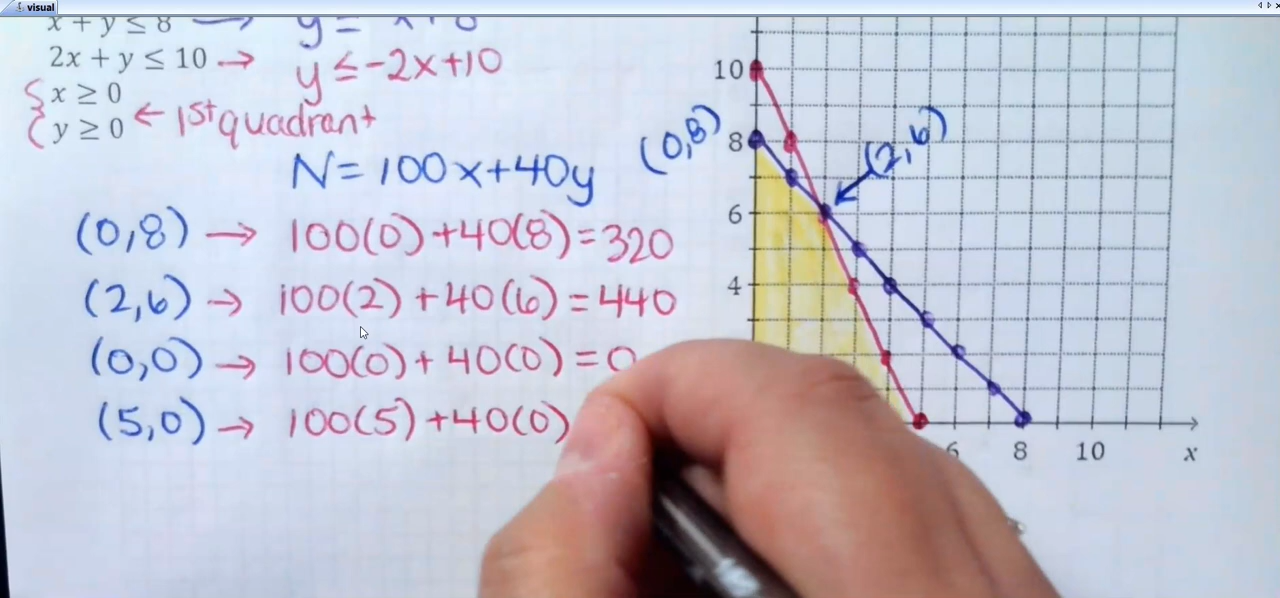 visual
x + y ≤ 8
2x + y ≤ 10 → y ≤ -2x+10
x ≥ 0
y ≥ 0 ← 1st quadrant
N = 100x+40y
(0,8) → 100(0)+40(8)=320
(2,6) → 100(2)+40(6)=440
(0,0) → 100(0)+40(0)=0
(5,0) → 100(5)+40(0)
10
(0,8) 8
(2,6)
6
4
6 8 10 x